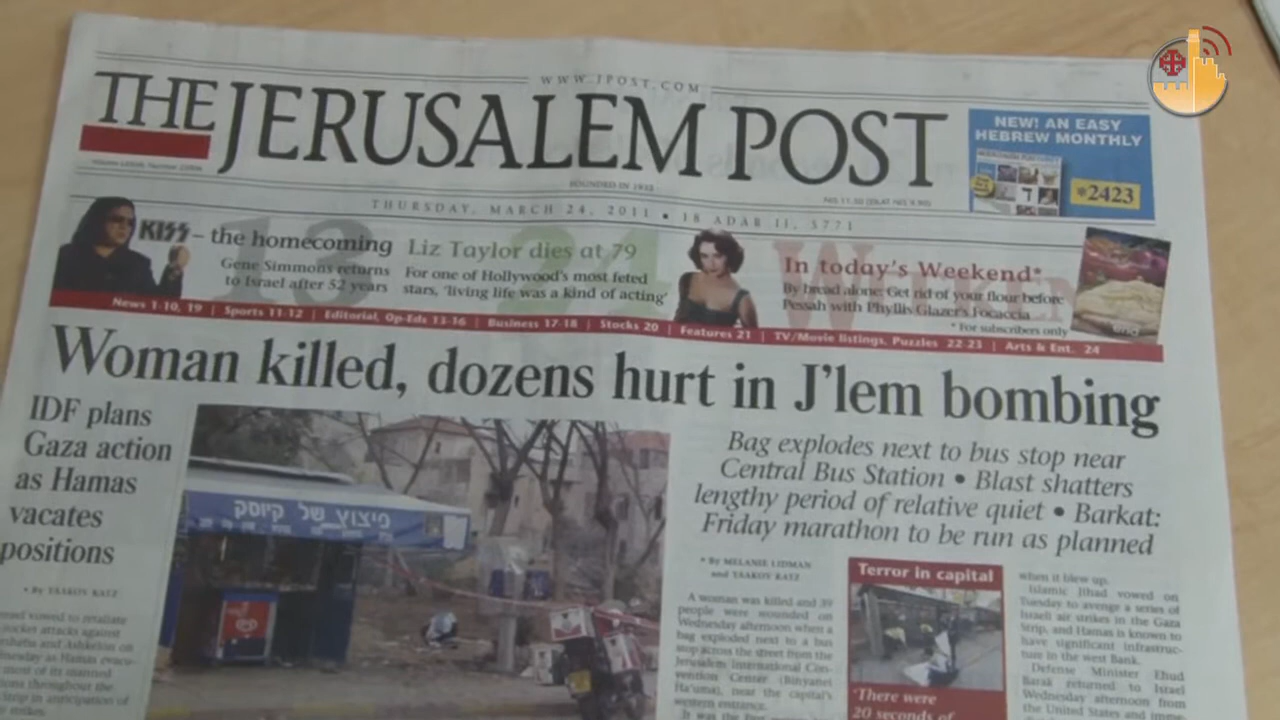 WWW.JPOST.COM
THE JERUSALEM POST
FOUNDED IN 1932
NEW! AN EASY
HEBREW MONTHLY
*2423
THURSDAY, MARCH 24, 2011 • 18 ADAR II, 5771
KISS – the homecoming
Gene Simmons returns
to Israel after 52 years
Liz Taylor dies at 79
For one of Hollywood's most feted
stars, 'living life was a kind of acting'
In today's Weekend*
By bread alone: Get rid of your flour before
Pessah with Phyllis Glazer's Focaccia
* For subscribers only
News 1-10, 19 | Sports 11-12 | Editorial, Op-Eds 13-16 | Business 17-18 | Stocks 20 | Features 21 | TV/Movie listings, Puzzles 22-23 | Arts & Ent. 24
Woman killed, dozens hurt in J'lem bombing
IDF plans
Gaza action
as Hamas
vacates
positions
• By YAAKOV KATZ
פיצוץ של קיוסק
Bag explodes next to bus stop near
Central Bus Station • Blast shatters
lengthy period of relative quiet • Barkat:
Friday marathon to be run as planned
• By MELANIE LIDMAN
and YAAKOV KATZ
A woman was killed and 39
people were wounded on
Wednesday afternoon when a
bag exploded next to a bus
stop across the street from the
Jerusalem International Con-
vention Center (Binyanei
Ha'uma), near the capital's
western entrance.
Terror in capital
'There were
20 seconds of
when it blew up.
Islamic Jihad vowed on
Tuesday to avenge a series of
Israeli air strikes in the Gaza
Strip, and Hamas is known to
have significant infrastruc-
ture in the west Bank.
Defense Minister Ehud
Barak returned to Israel
Wednesday afternoon from
the United States and